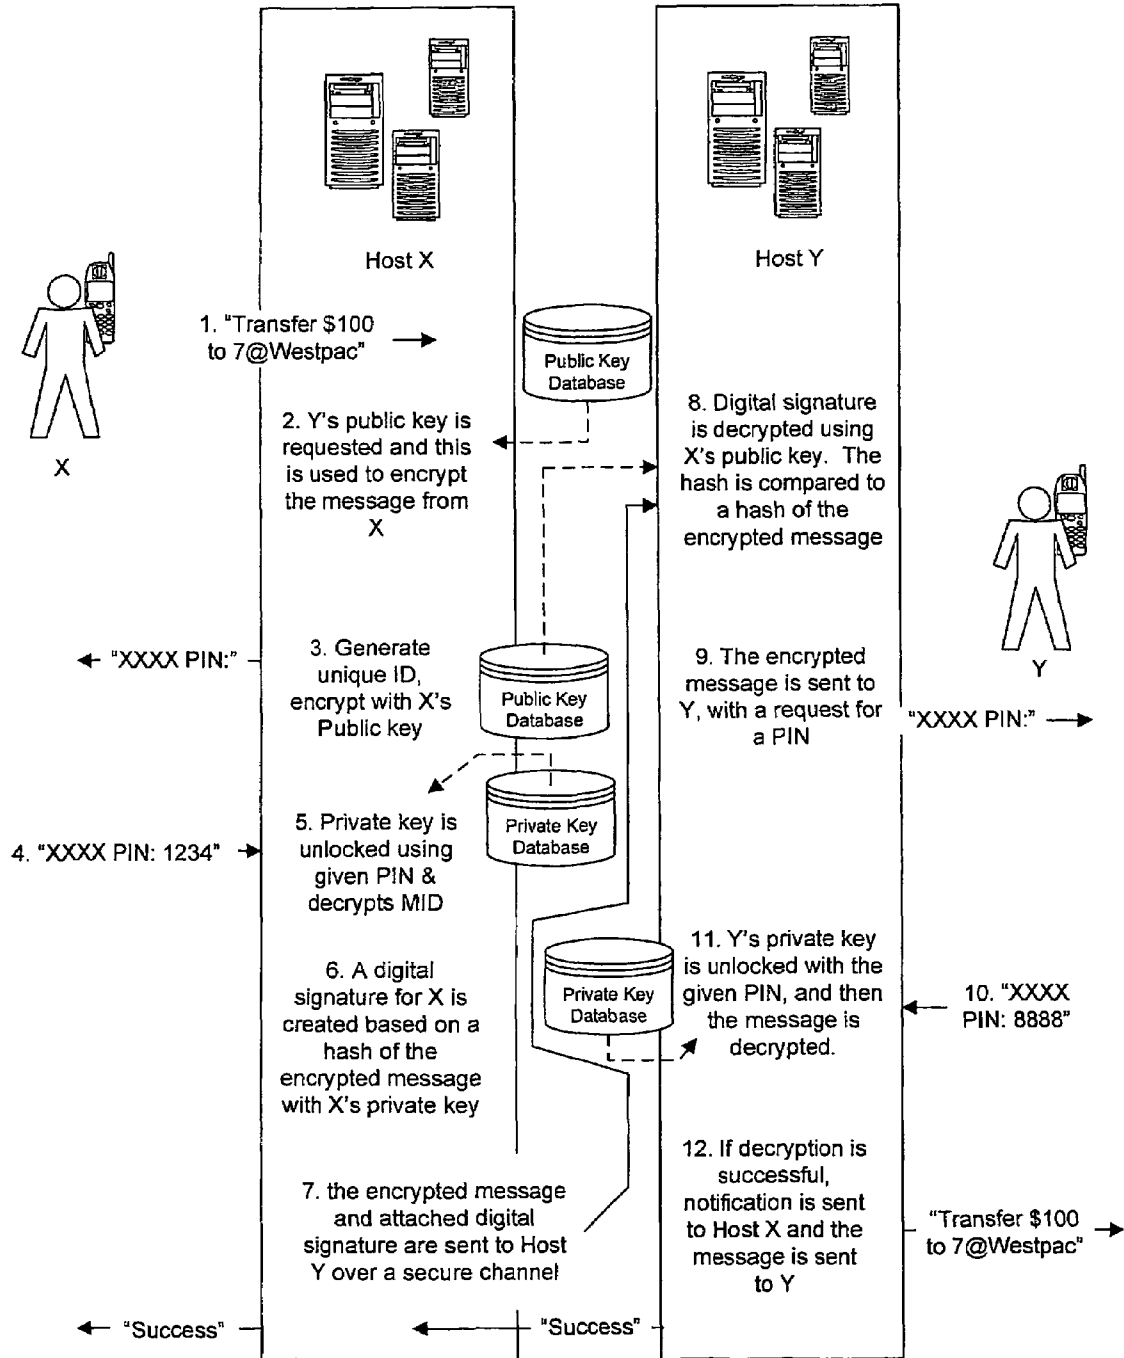 Host X
Host Y
X
1. "Transfer $100
to 7@Westpac"
Public Key
Database
2. Y's public key is
requested and this
is used to encrypt
the message from
X
8. Digital signature
is decrypted using
X's public key. The
hash is compared to
a hash of the
encrypted message
Y
"XXXX PIN:"
3. Generate
unique ID,
encrypt with X's
Public key
Public Key
Database
9. The encrypted
message is sent to
Y, with a request for
a PIN
"XXXX PIN:"
4. "XXXX PIN: 1234"
5. Private key is
unlocked using
given PIN &
decrypts MID
Private Key
Database
6. A digital
signature for X is
created based on a
hash of the
encrypted message
with X's private key
Private Key
Database
11. Y's private key
is unlocked with the
given PIN, and then
the message is
decrypted.
10. "XXXX
PIN: 8888"
7. the encrypted message
and attached digital
signature are sent to Host
Y over a secure channel
12. If decryption is
successful,
notification is sent
to Host X and the
message is sent
to Y
"Transfer $100
to 7@Westpac"
"Success"
"Success"